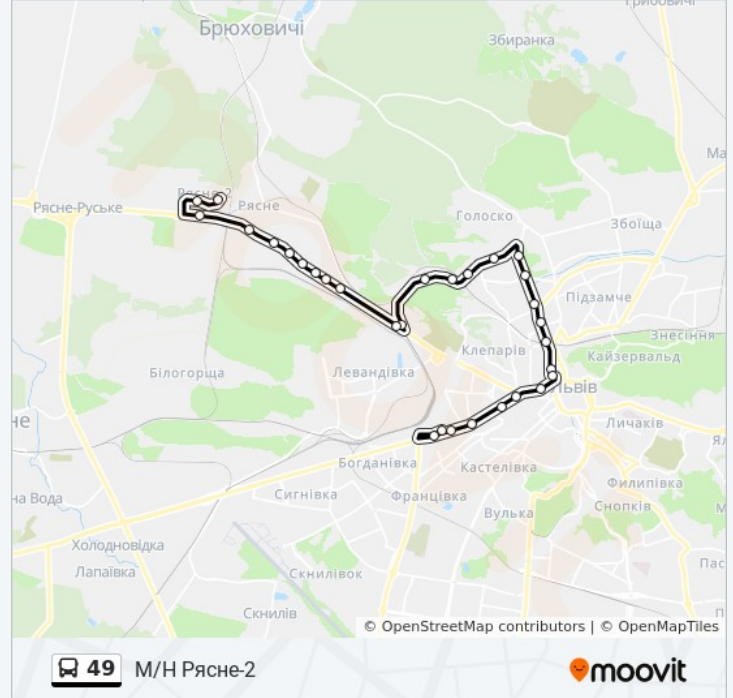 Грибовичі
Брюховичі
Збиранка
Ма
Рясне-2
Рясне-Руське
Рясне
Голоско
Збоїща
Підзамче
Знесіння
Клепарів
Кайзервальд
Білогорща
Левандівка
Львів
не
Личаків
Ял
Богданівка
Кастелівка
Сигнівка
Францівка
Филипівка
на Вода
Вулька
Снопків
М
Холодновідка
Пас
Лапаївка
Скнилівок
Скнилів
П
© OpenStreetMap contributors | © OpenMapTiles
49 М/Н Рясне-2
moovit